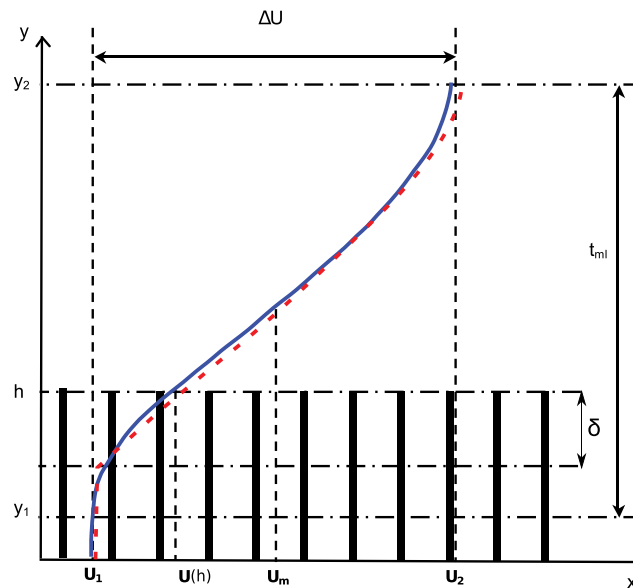 ΔU
y
y₂
t_ml
h
δ
y₁
U₁ U(h) Uₘ U₂ x